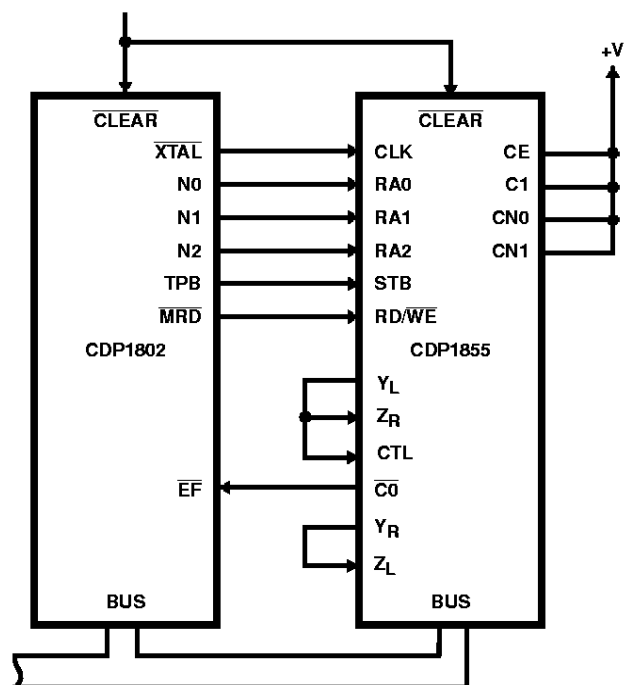 +V
CLEAR
CLEAR
XTAL
CLK
CE
N0
RA0
C1
N1
RA1
CN0
N2
RA2
CN1
TPB
STB
MRD
RD/WE
CDP1802
CDP1855
YL
ZR
CTL
EF
C0
YR
ZL
BUS
BUS